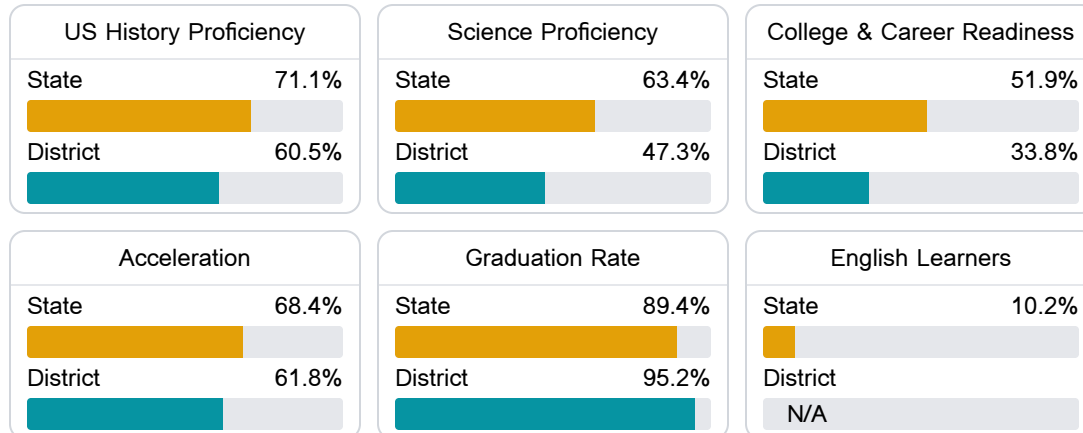 US History Proficiency
State 71.1%
District 60.5%
Science Proficiency
State 63.4%
District 47.3%
College & Career Readiness
State 51.9%
District 33.8%
Acceleration
State 68.4%
District 61.8%
Graduation Rate
State 89.4%
District 95.2%
English Learners
State 10.2%
District
N/A